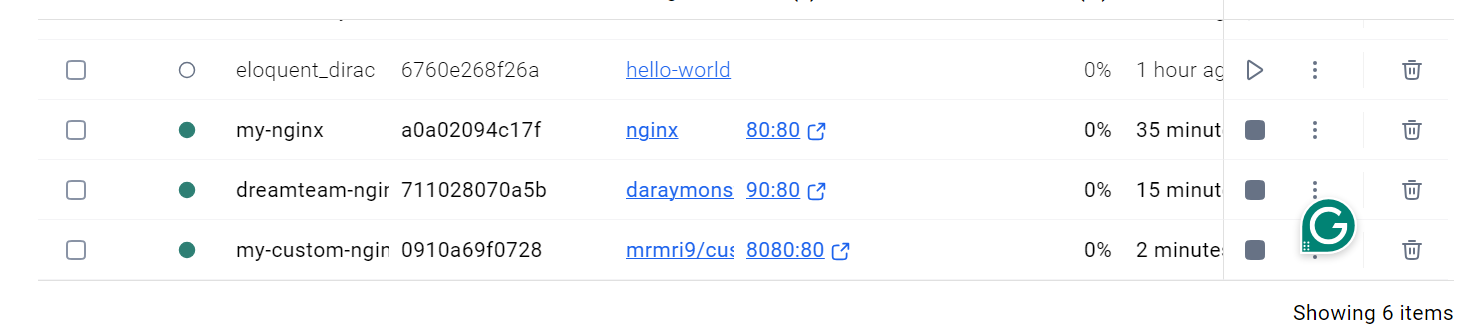 eloquent_dirac 6760e268f26a hello-world 0% 1 hour ag
my-nginx a0a02094c17f nginx 80:80 0% 35 minut
dreamteam-ngir 711028070a5b daraymons 90:80 0% 15 minut
my-custom-ngin 0910a69f0728 mrmri9/cus 8080:80 0% 2 minutes
G
Showing 6 items